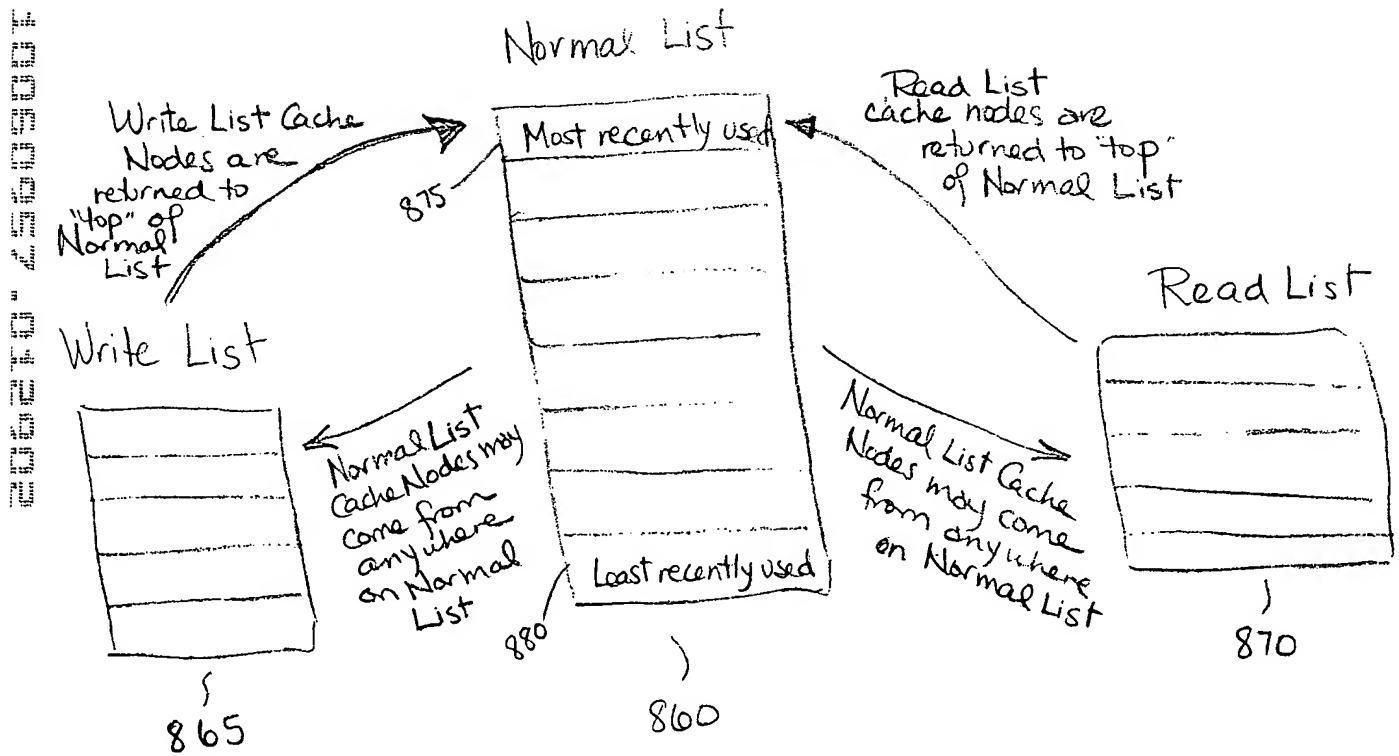 Normal List
Write List Cache
Nodes are
returned to
"top" of
Normal
List
Most recently used
875
Read List
cache nodes are
returned to "top"
of Normal List
Write List
Read List
Normal List
Cache Nodes may
come from
anywhere
on Normal
List
Normal List Cache
Nodes may come
from anywhere
on Normal List
Least recently used
880
865
860
870